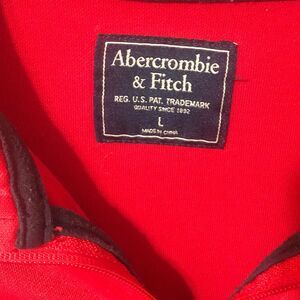 Abercrombie
& Fitch
REG. U.S. PAT. TRADEMARK
QUALITY SINCE 1892
L
MADE IN CHINA